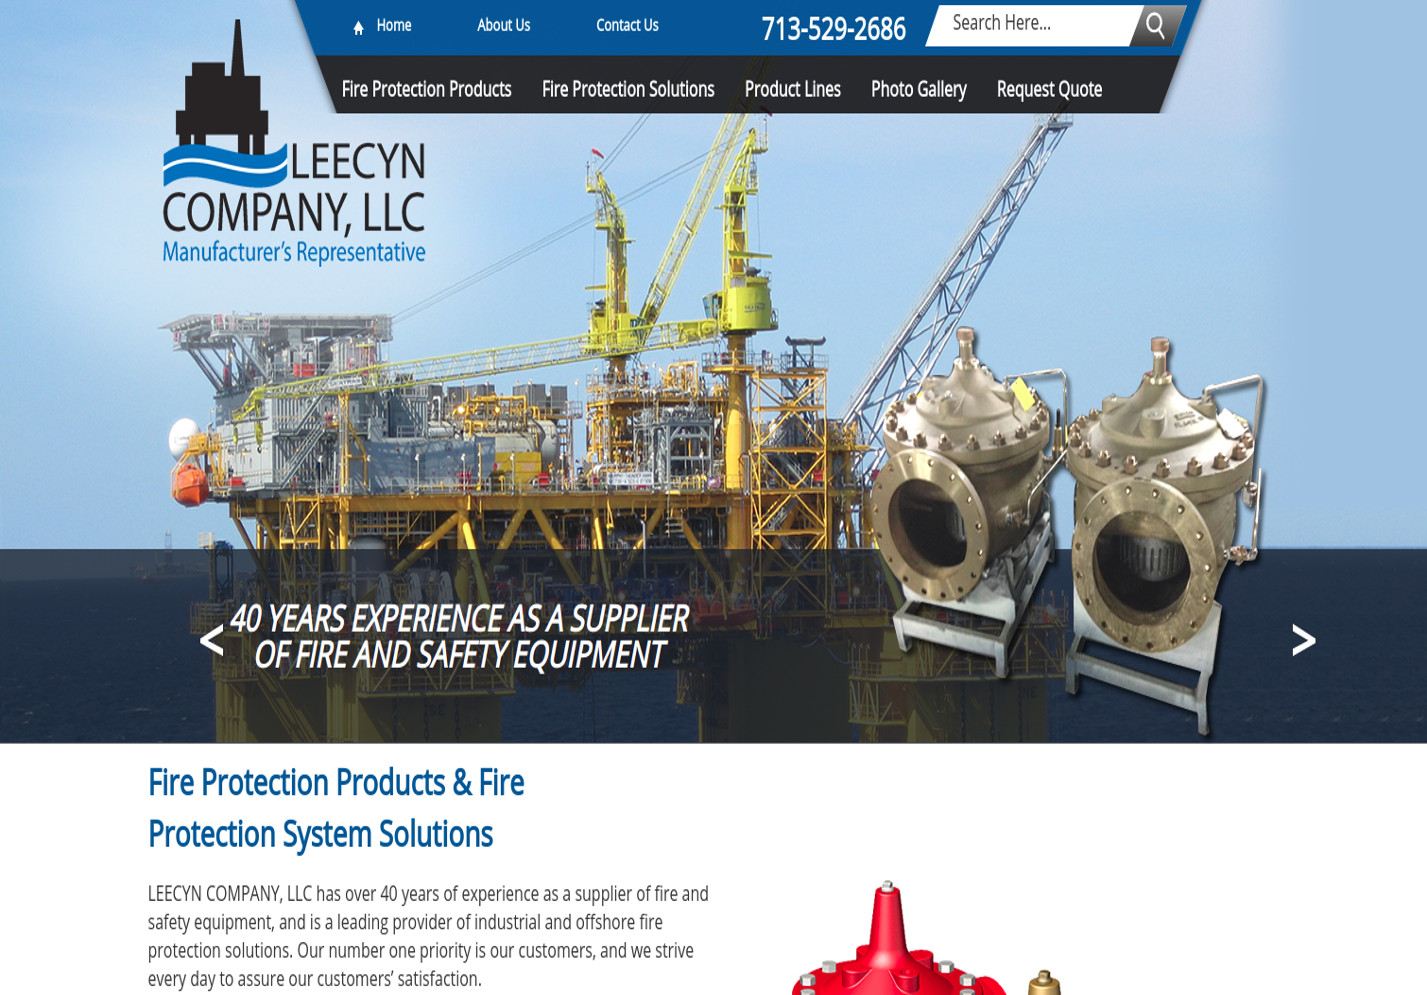 Home
About Us
Contact Us
713-529-2686
Search Here...
Fire Protection Products
Fire Protection Solutions
Product Lines
Photo Gallery
Request Quote
LEECYN
COMPANY, LLC
Manufacturer's Representative
<
40 YEARS EXPERIENCE AS A SUPPLIER
OF FIRE AND SAFETY EQUIPMENT
>
Fire Protection Products & Fire
Protection System Solutions
LEECYN COMPANY, LLC has over 40 years of experience as a supplier of fire and
safety equipment, and is a leading provider of industrial and offshore fire
protection solutions. Our number one priority is our customers, and we strive
every day to assure our customers’ satisfaction.